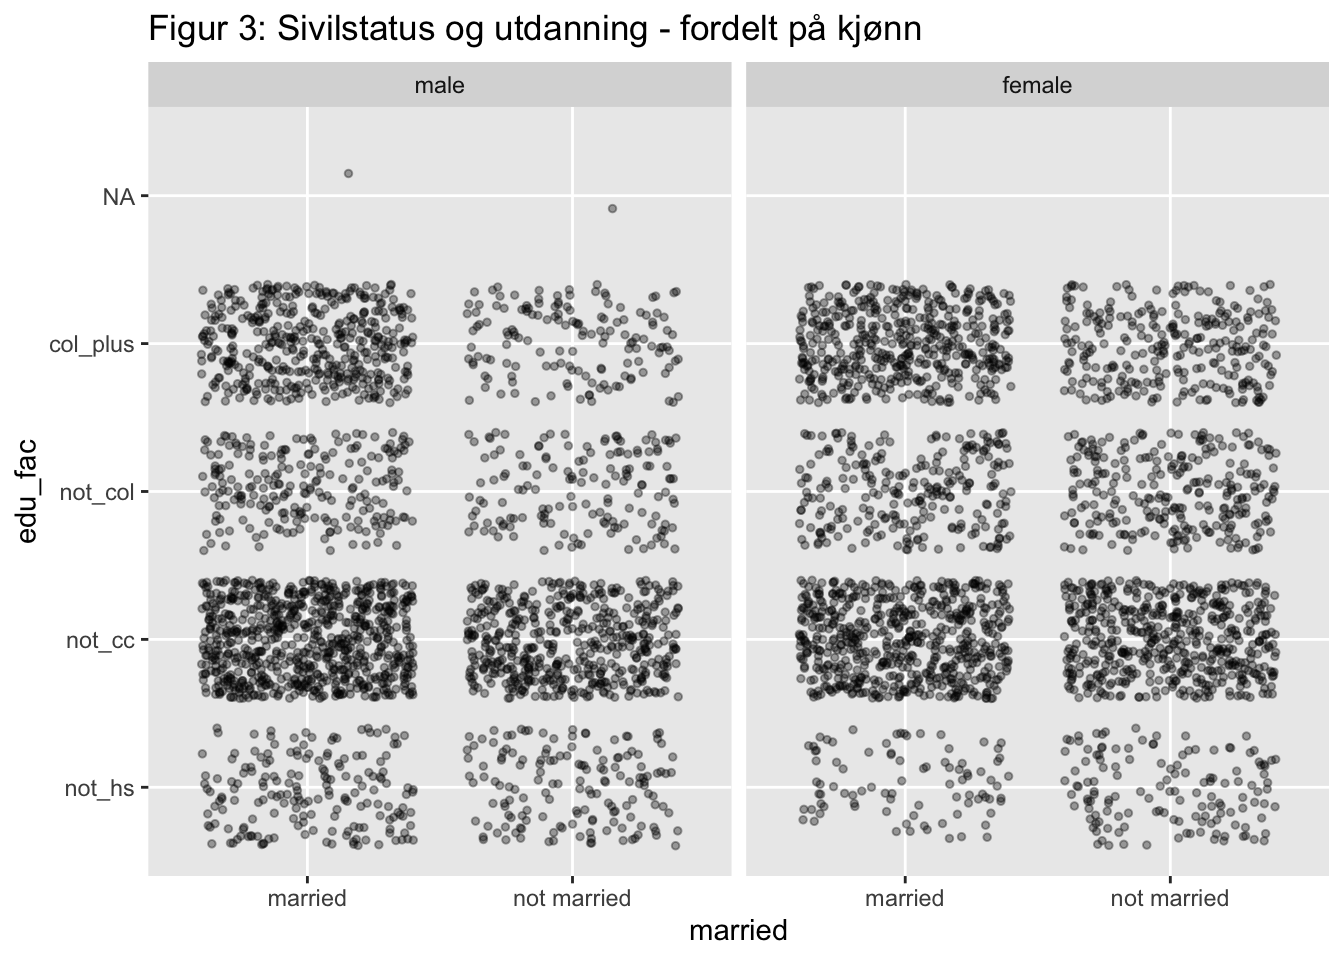 Figur 3: Sivilstatus og utdanning - fordelt på kjønn
male
female
NA
col_plus
not_col
not_cc
not_hs
edu_fac
married
not married
married
not married
married